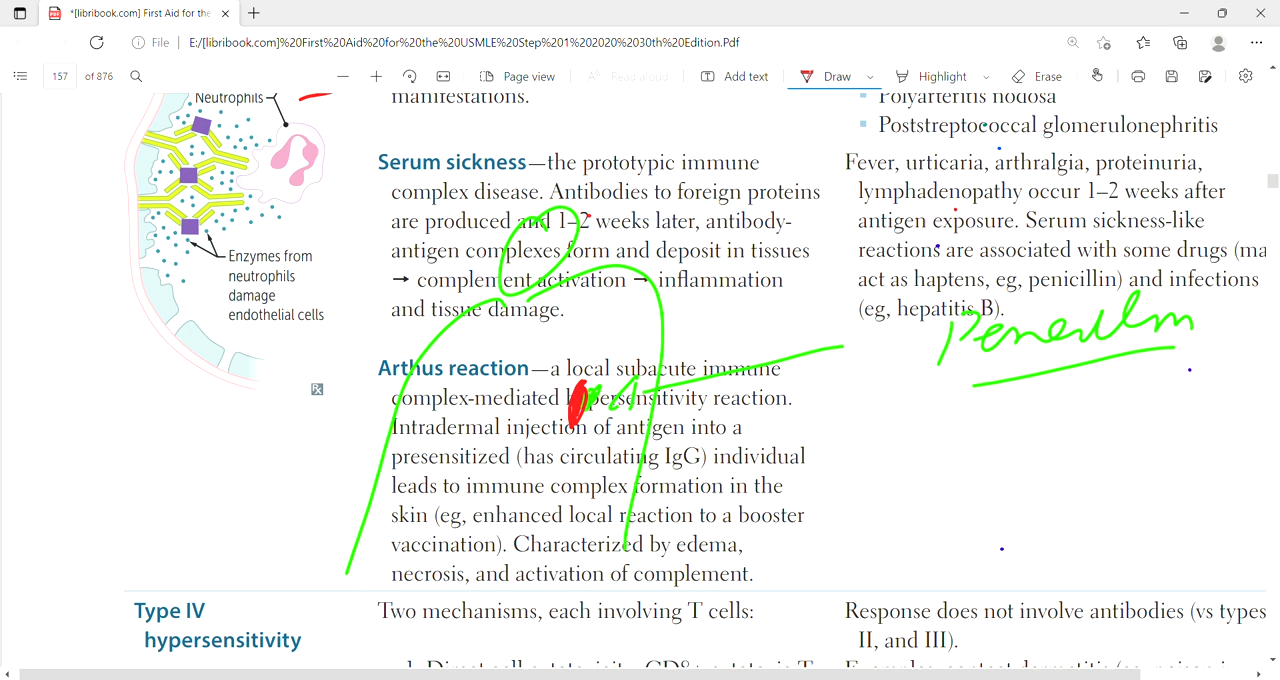 *[libribook.com] First Aid for the
File
E:/[libribook.com]%20First%20Aid%20for%20the%20USMLE%20Step%201%202020%2030th%20Edition.Pdf
157 of 876
Page view
Read aloud
Add text
Draw
Highlight
Erase
Neutrophils
Enzymes from
neutrophils
damage
endothelial cells
Rx
manifestations.
Serum sickness—the prototypic immune
complex disease. Antibodies to foreign proteins
are produced and 1–2 weeks later, antibody-
antigen complexes form and deposit in tissues
→ complement activation → inflammation
and tissue damage.
Arthus reaction—a local subacute immune
complex-mediated hypersensitivity reaction.
Intradermal injection of antigen into a
presensitized (has circulating IgG) individual
leads to immune complex formation in the
skin (eg, enhanced local reaction to a booster
vaccination). Characterized by edema,
necrosis, and activation of complement.
Polyarteritis nodosa
Poststreptococcal glomerulonephritis
Fever, urticaria, arthralgia, proteinuria,
lymphadenopathy occur 1–2 weeks after
antigen exposure. Serum sickness-like
reactions are associated with some drugs (ma
act as haptens, eg, penicillin) and infections
(eg, hepatitis B).
Type IV
hypersensitivity
Two mechanisms, each involving T cells:
Response does not involve antibodies (vs types
II, and III).